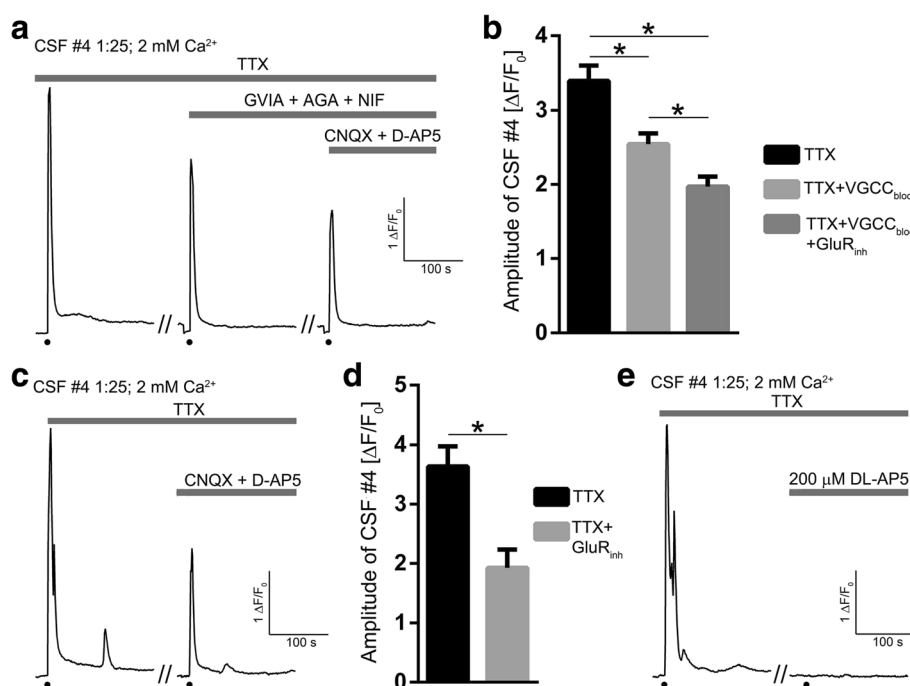 a
CSF #4 1:25; 2 mM Ca²⁺
TTX
GVIA + AGA + NIF
CNQX + D-AP5
1 ΔF/F₀
100 s
b
Amplitude of CSF #4 [ΔF/F₀]
4
3
2
1
0
*
*
*
TTX
TTX+VGCC
TTX+VGCC
+GluRinh
c
CSF #4 1:25; 2 mM Ca²⁺
TTX
CNQX + D-AP5
1 ΔF/F₀
100 s
d
Amplitude of CSF #4 [ΔF/F₀]
5
4
3
2
1
0
*
TTX
TTX+
GluRinh
e
CSF #4 1:25; 2 mM Ca²⁺
TTX
200 µM DL-AP5
1 ΔF/F₀
100 s